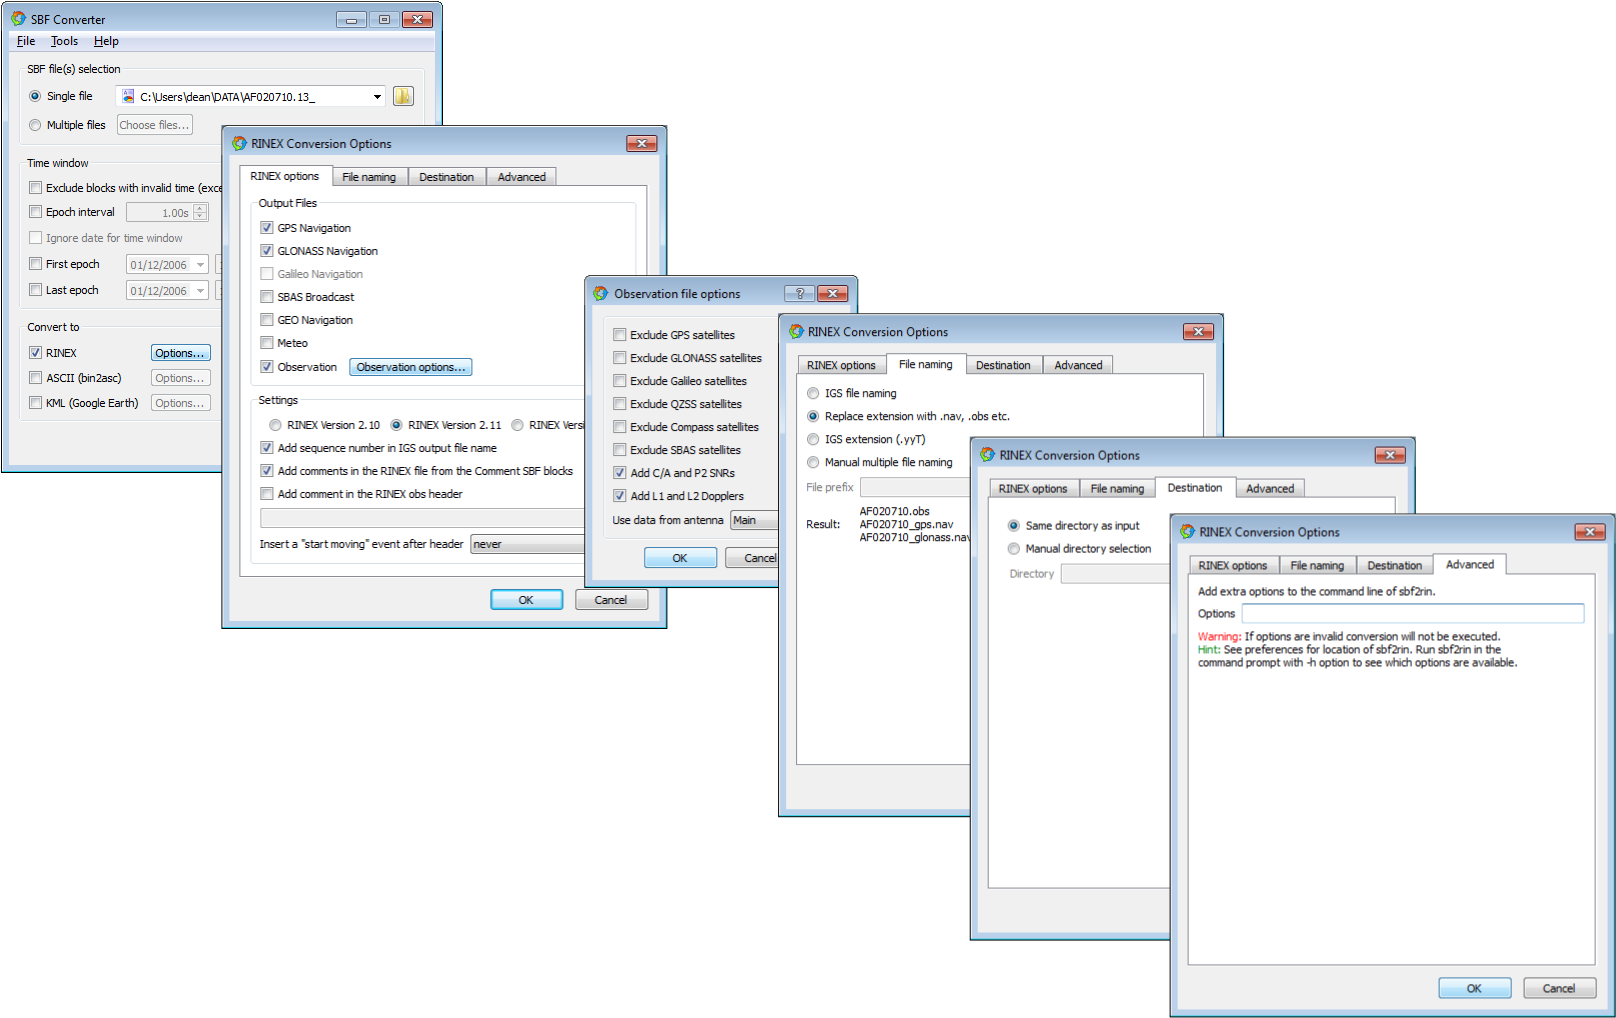 SBF Converter
File Tools Help
SBF file(s) selection
Single file C:\Users\dean\DATA\AF020710.13_
Multiple files Choose files...
Time window
Exclude blocks with invalid time
Epoch interval 1.00s
Ignore date for time window
First epoch 01/12/2006
Last epoch 01/12/2006
Convert to
RINEX Options...
ASCII (bin2asc) Options...
KML (Google Earth) Options...
RINEX Conversion Options
RINEX options File naming Destination Advanced
Output Files
GPS Navigation
GLONASS Navigation
Galileo Navigation
SBAS Broadcast
GEO Navigation
Meteo
Observation Observation options...
Settings
RINEX Version 2.10 RINEX Version 2.11 RINEX
Add sequence number in IGS output file name
Add comments in the RINEX file from the Comment SBF blocks
Add comment in the RINEX obs header
Insert a "start moving" event after header never
OK Cancel
Observation file options
Exclude GPS satellites
Exclude GLONASS satellites
Exclude Galileo satellites
Exclude QZSS satellites
Exclude Compass satellites
Exclude SBAS satellites
Add C/A and P2 SNRs
Add L1 and L2 Dopplers
Use data from antenna Main
OK Cancel
RINEX Conversion Options
RINEX options File naming Destination Advanced
IGS file naming
Replace extension with .nav, .obs etc.
IGS extension (.yyT)
Manual multiple file naming
File prefix
Result: AF020710.obs
AF020710_gps.nav
AF020710_glonass.nav
RINEX Conversion Options
RINEX options File naming Destination Advanced
Same directory as input
Manual directory selection
Directory
RINEX Conversion Options
RINEX options File naming Destination Advanced
Add extra options to the command line of sbf2rin.
Options
Warning: If options are invalid conversion will not be executed.
Hint: See preferences for location of sbf2rin. Run sbf2rin in the
command prompt with -h option to see which options are available.
OK Cancel